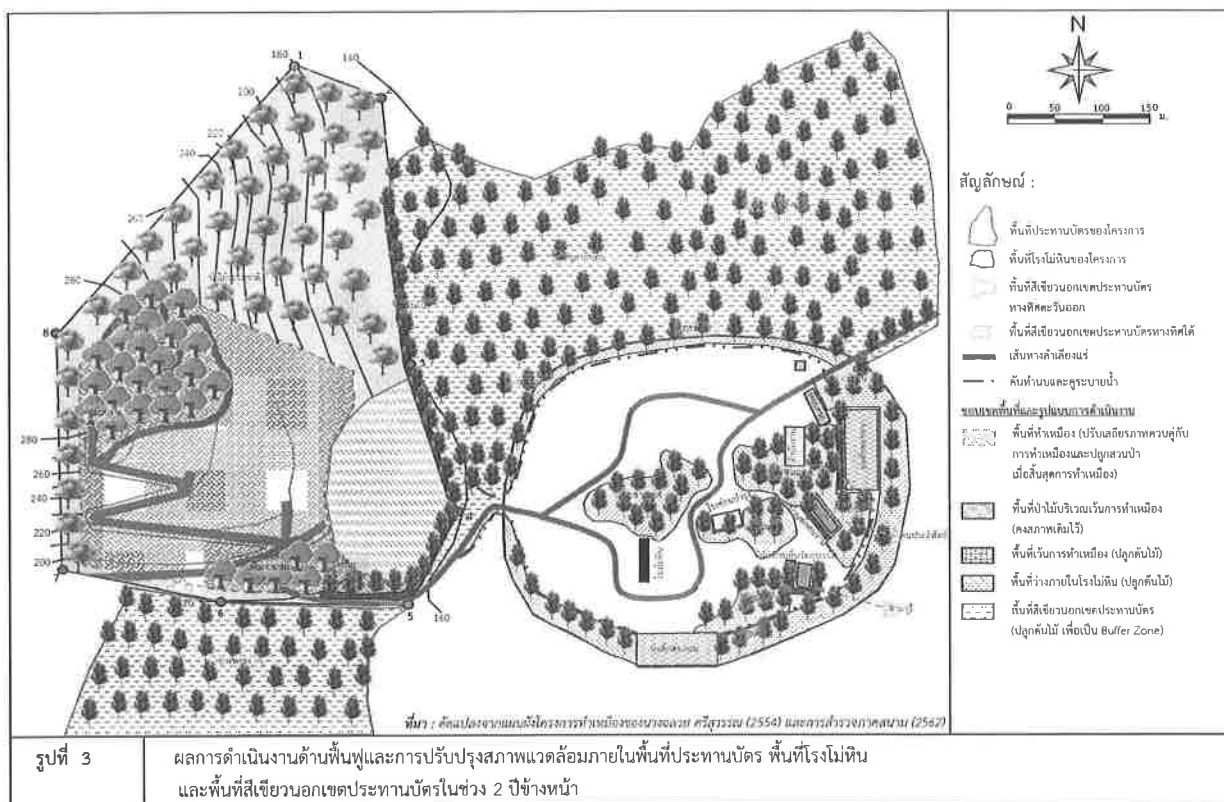 N
0 50 100 150
ม.
180
1
160
2
200
220
240
260
280
8
3
280
260
240
220
200
7
6
5
160
4
สัญลักษณ์ :
พื้นที่ประทานบัตรของโครงการ
พื้นที่โรงโม่หินของโครงการ
พื้นที่สีเขียวนอกเขตประทานบัตร
ทางทิศตะวันออก
พื้นที่สีเขียวนอกเขตประทานบัตรทางทิศใต้
เส้นทางลำเลียงแร่
คันทำนบและคูระบายน้ำ
ขอบเขตพื้นที่และรูปแบบการดำเนินงาน
พื้นที่ทำเหมือง (ปรับเสถียรภาพควบคู่กับ
การทำเหมืองและปลูกสวนป่า
เมื่อสิ้นสุดการทำเหมือง)
พื้นที่ป่าไม้บริเวณเว้นการทำเหมือง
(คงสภาพเดิมไว้)
พื้นที่เว้นการทำเหมือง (ปลูกต้นไม้)
พื้นที่ว่างภายในโรงโม่หิน (ปลูกต้นไม้)
พื้นที่สีเขียวนอกเขตประทานบัตร
(ปลูกต้นไม้ เพื่อเป็น Buffer Zone)
ที่มา : ดัดแปลงจากแผนผังโครงการทำเหมืองของนางฉลวย ศรีสุวรรณ (2554) และการสำรวจภาคสนาม (2562)
รูปที่ 3
ผลการดำเนินงานด้านฟื้นฟูและการปรับปรุงสภาพแวดล้อมภายในพื้นที่ประทานบัตร พื้นที่โรงโม่หิน
และพื้นที่สีเขียวนอกเขตประทานบัตรในช่วง 2 ปีข้างหน้า